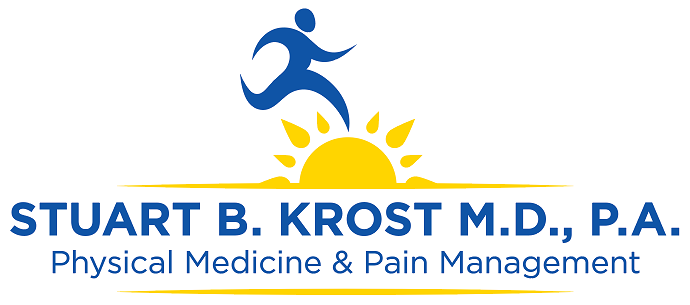 STUART B. KROST M.D., P.A.
Physical Medicine & Pain Management